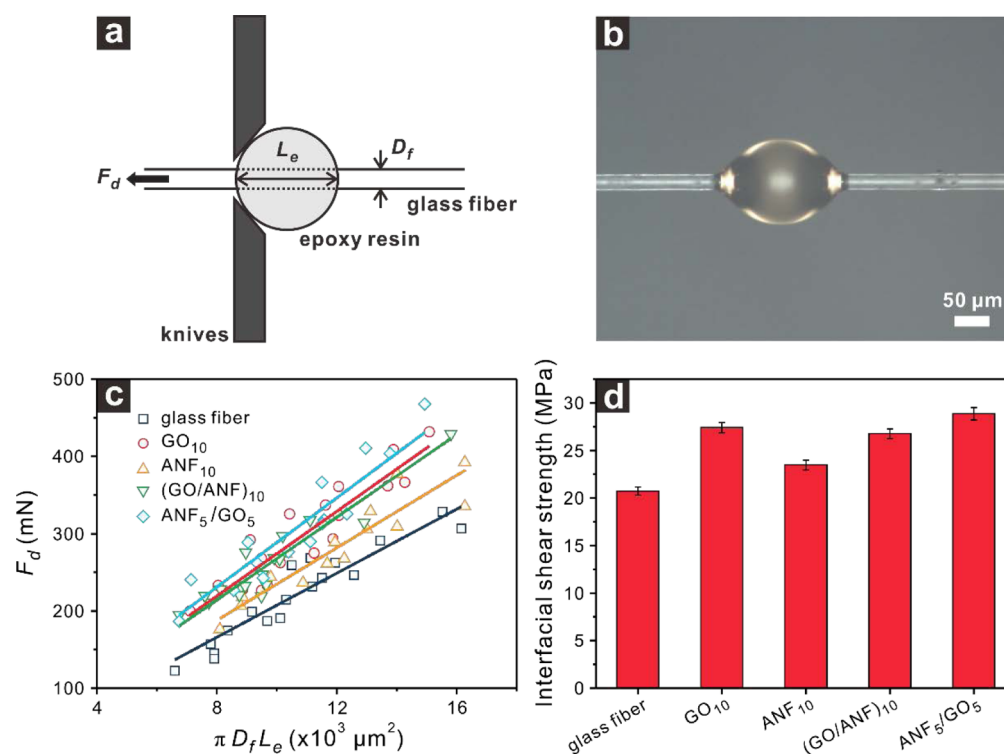 a
L_e
D_f
F_d
glass fiber
epoxy resin
knives
b
50 µm
c
500
400
300
200
100
F_d (mN)
glass fiber
GO₁₀
ANF₁₀
(GO/ANF)₁₀
ANF₅/GO₅
4
8
12
16
π D_f L_e (x10³ µm²)
d
30
25
20
15
10
5
0
Interfacial shear strength (MPa)
glass fiber
GO₁₀
ANF₁₀
(GO/ANF)₁₀
ANF₅/GO₅